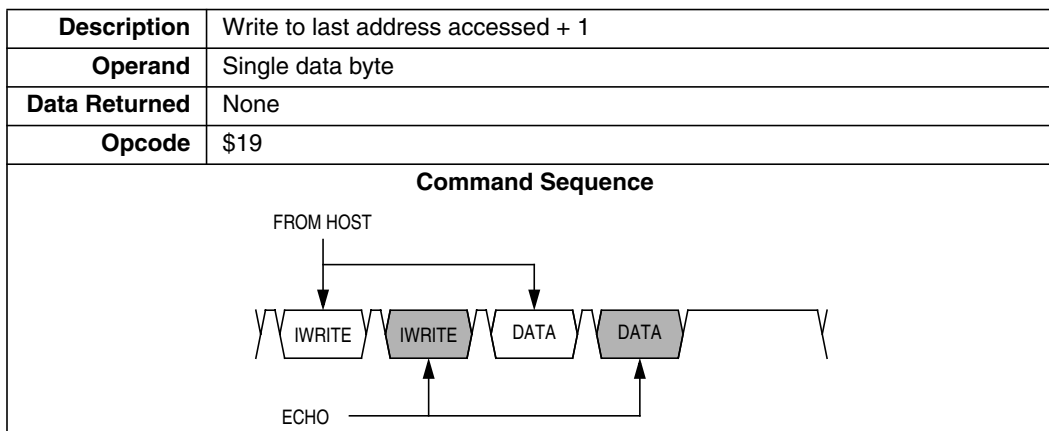 Description Write to last address accessed + 1
Operand Single data byte
Data Returned None
Opcode $19
Command Sequence
FROM HOST
IWRITE IWRITE DATA DATA
ECHO